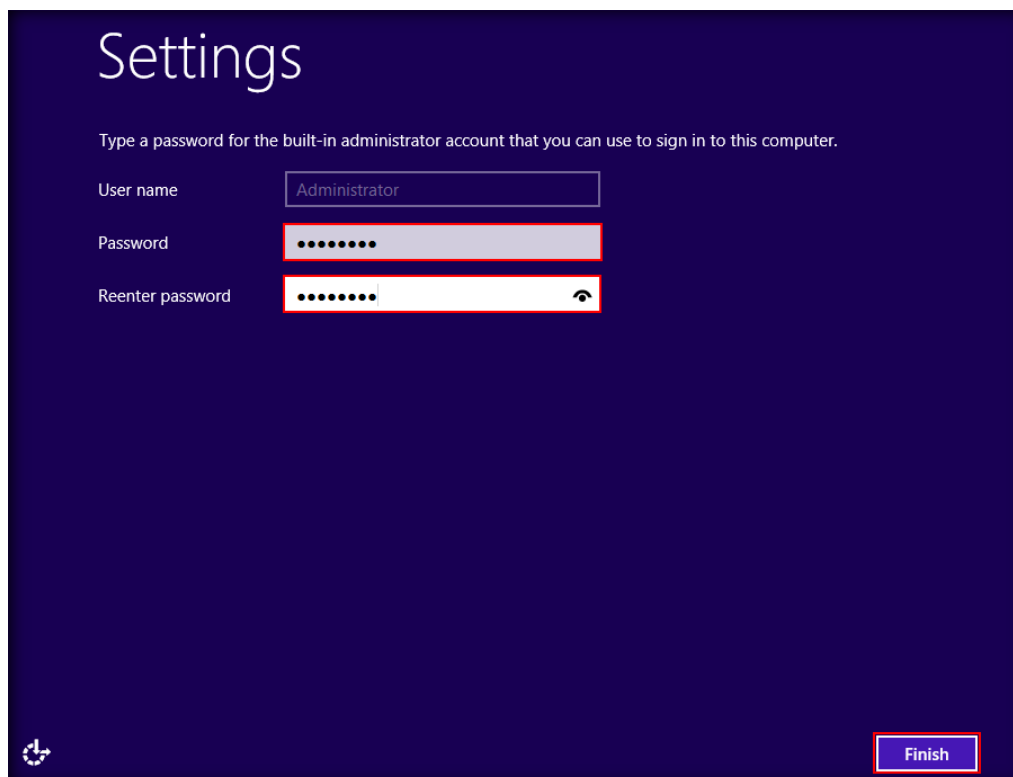 Settings
Type a password for the built-in administrator account that you can use to sign in to this computer.
User name Administrator
Password ••••••••
Reenter password ••••••••
Finish